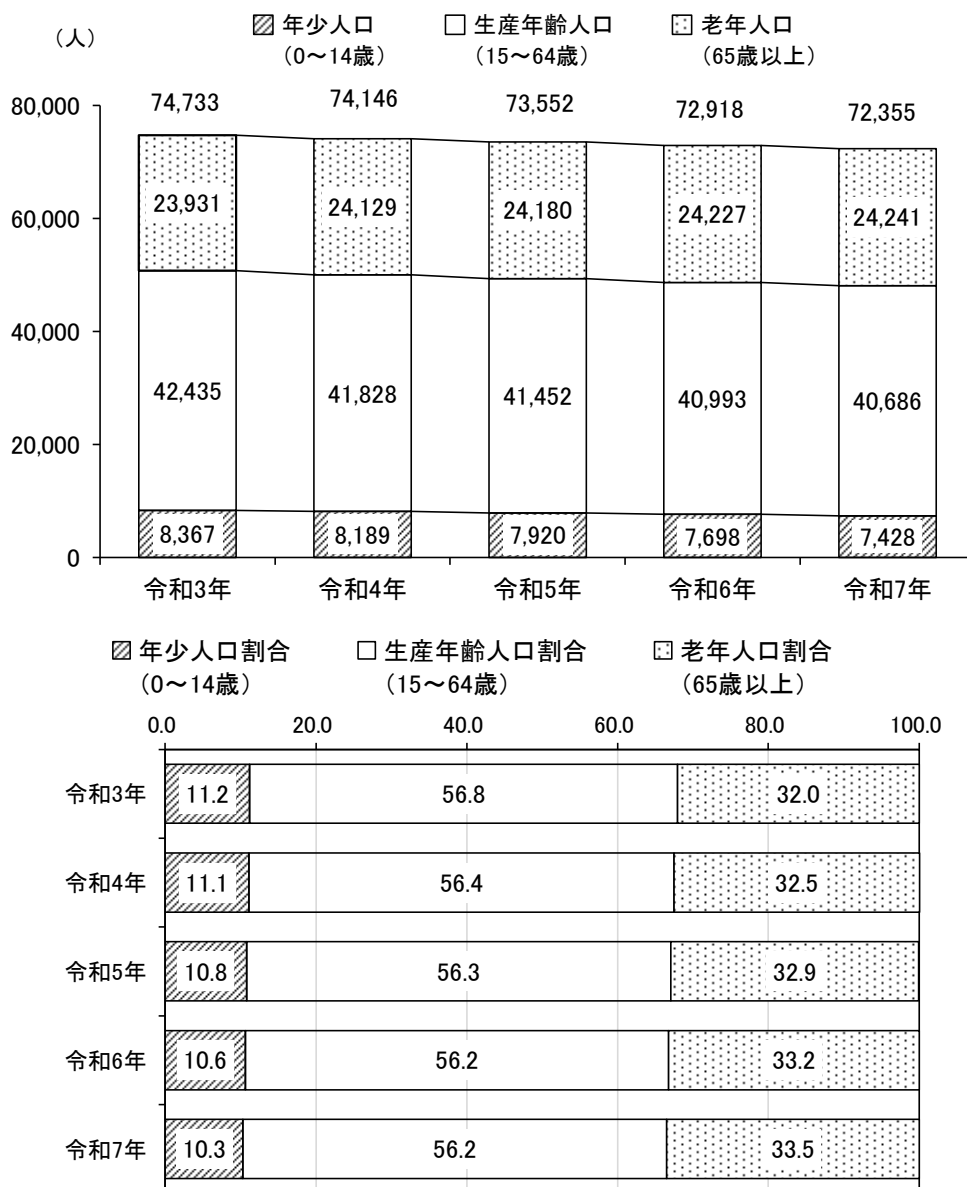 （人）
年少人口 生産年齢人口 老年人口
（0～14歳） （15～64歳） （65歳以上）
80,000 74,733 74,146 73,552 72,918 72,355
60,000 23,931 24,129 24,180 24,227 24,241
40,000
42,435 41,828 41,452 40,993 40,686
20,000
8,367 8,189 7,920 7,698 7,428
0
令和3年 令和4年 令和5年 令和6年 令和7年
年少人口割合 生産年齢人口割合 老年人口割合
（0～14歳） （15～64歳） （65歳以上）
0.0 20.0 40.0 60.0 80.0 100.0
令和3年 11.2 56.8 32.0
令和4年 11.1 56.4 32.5
令和5年 10.8 56.3 32.9
令和6年 10.6 56.2 33.2
令和7年 10.3 56.2 33.5